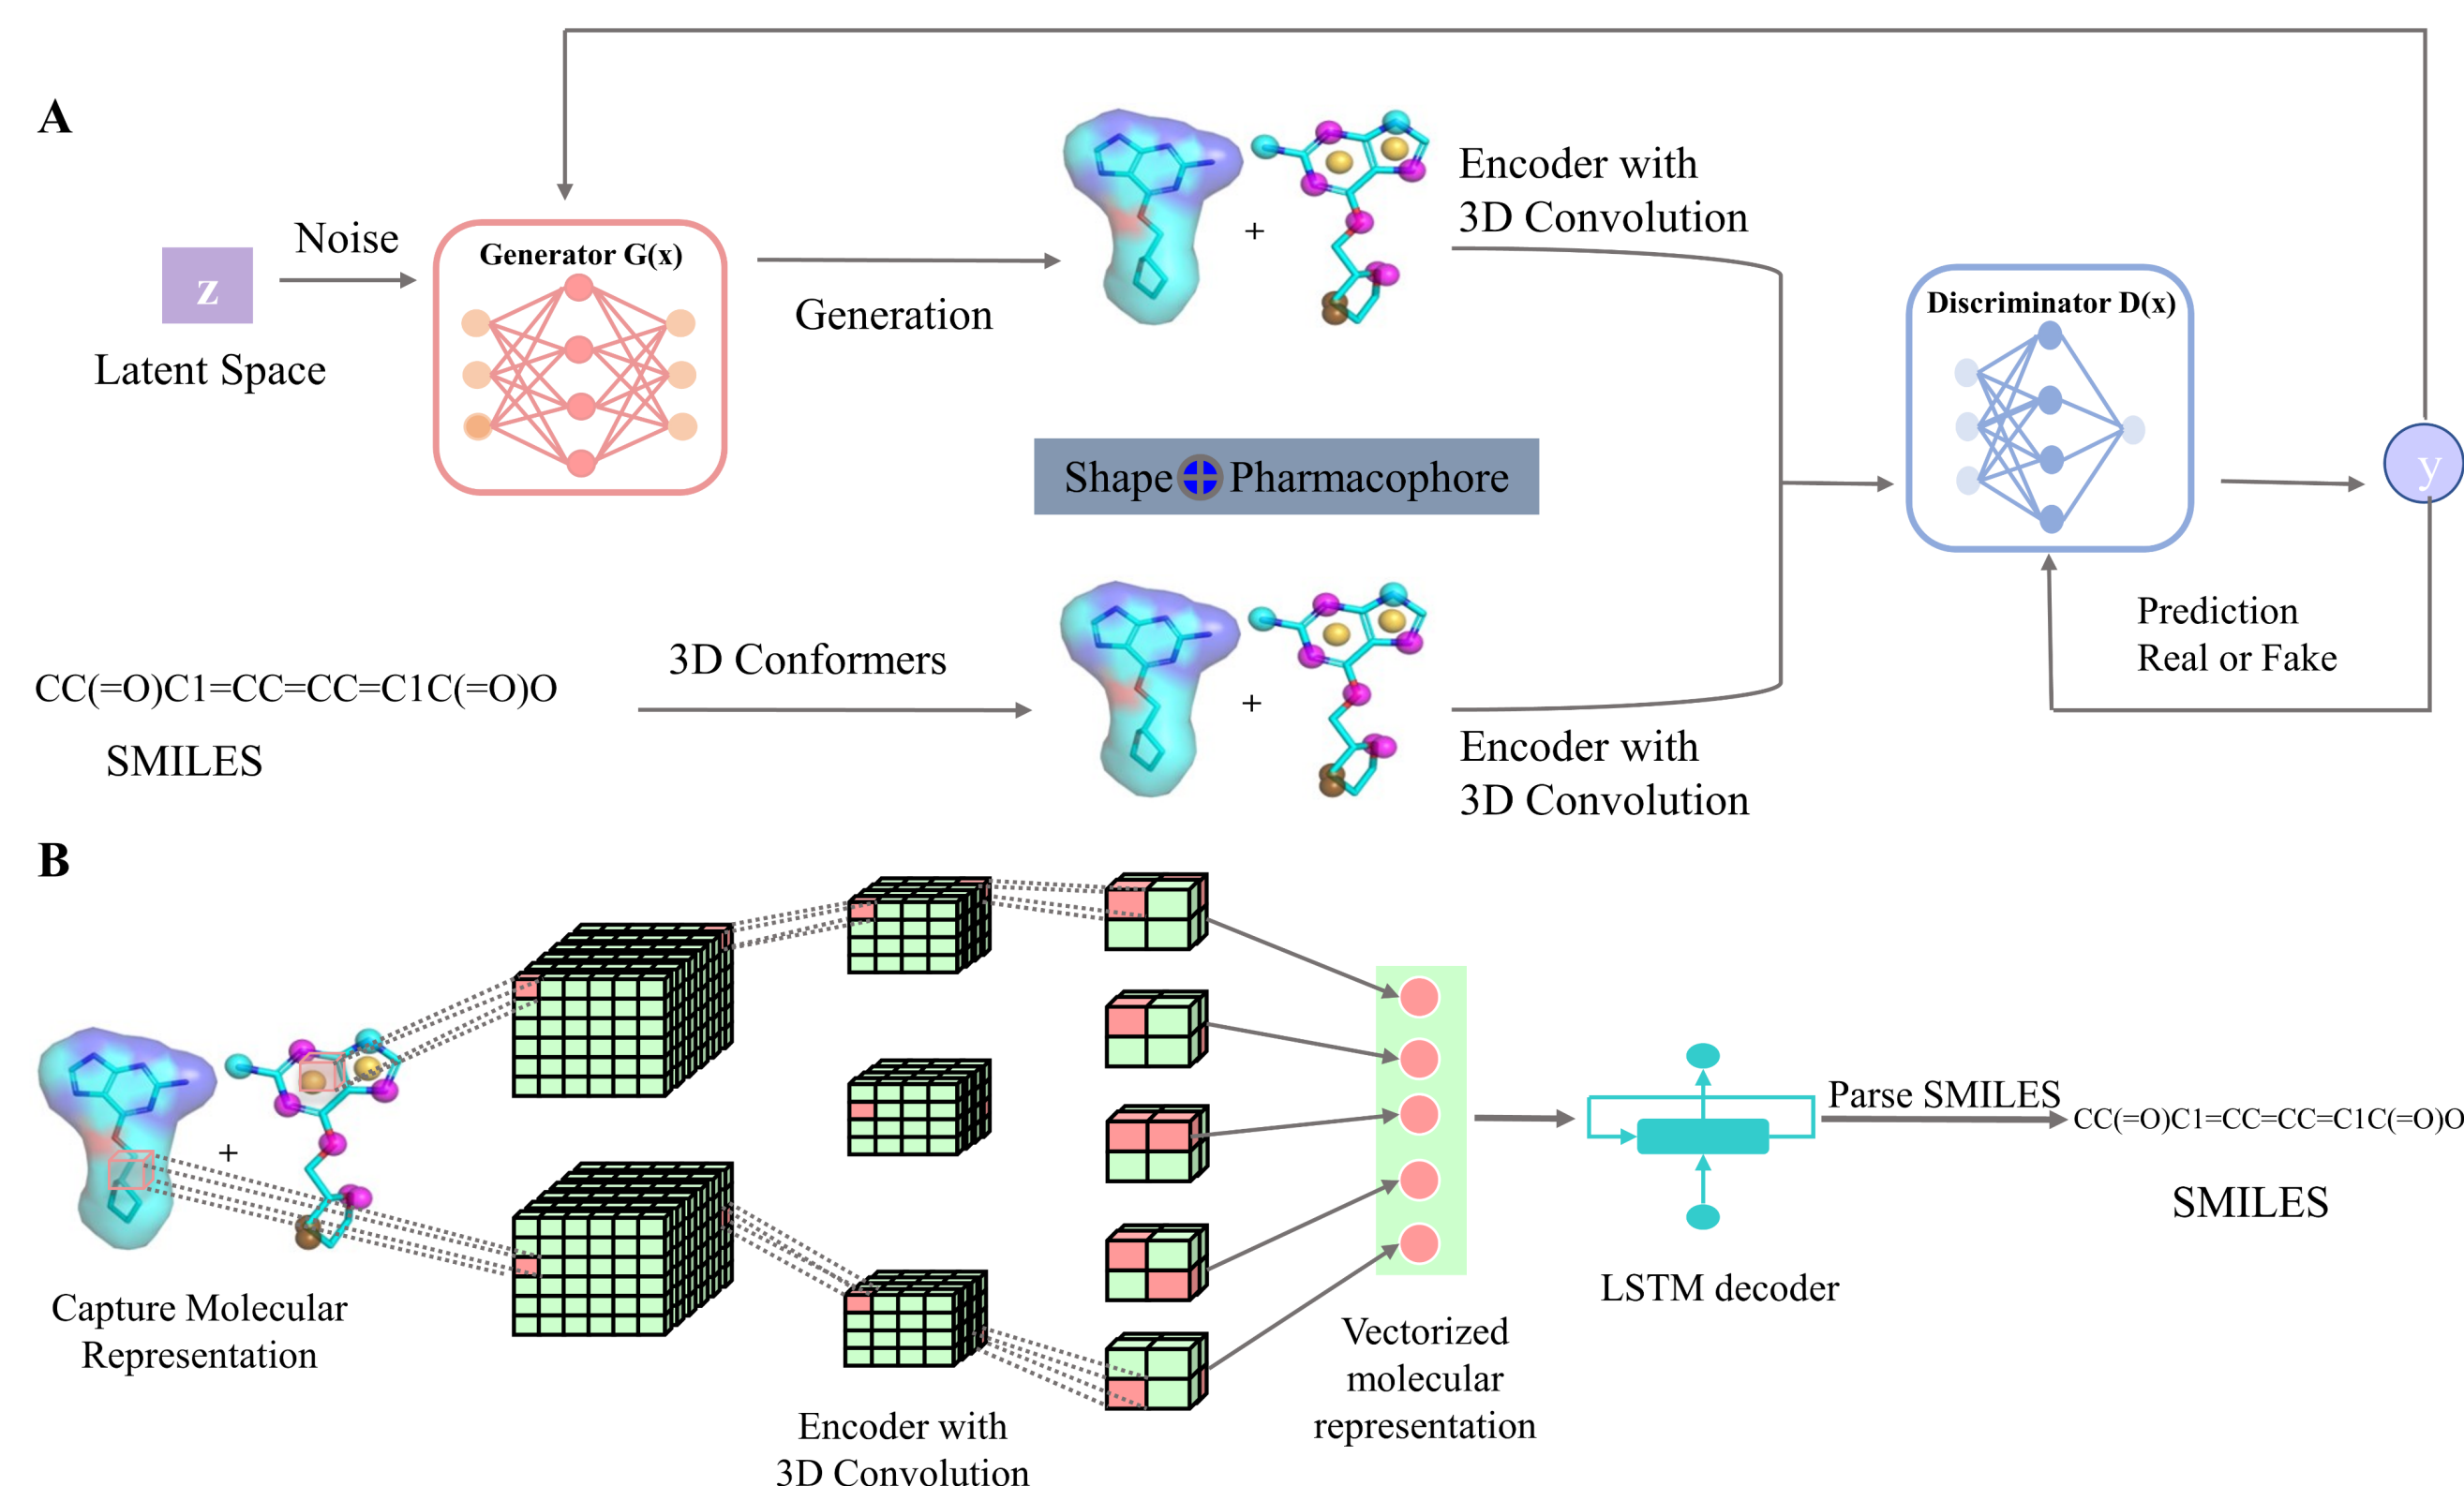 A
Noise
z
Latent Space
Generator G(x)
Generation
+
Encoder with
3D Convolution
Discriminator D(x)
y
Shape Pharmacophore
Prediction
Real or Fake
CC(=O)C1=CC=CC=C1C(=O)O
SMILES
3D Conformers
+
Encoder with
3D Convolution
B
+
Capture Molecular
Representation
Encoder with
3D Convolution
Vectorized
molecular
representation
LSTM decoder
Parse SMILES
CC(=O)C1=CC=CC=C1C(=O)O
SMILES